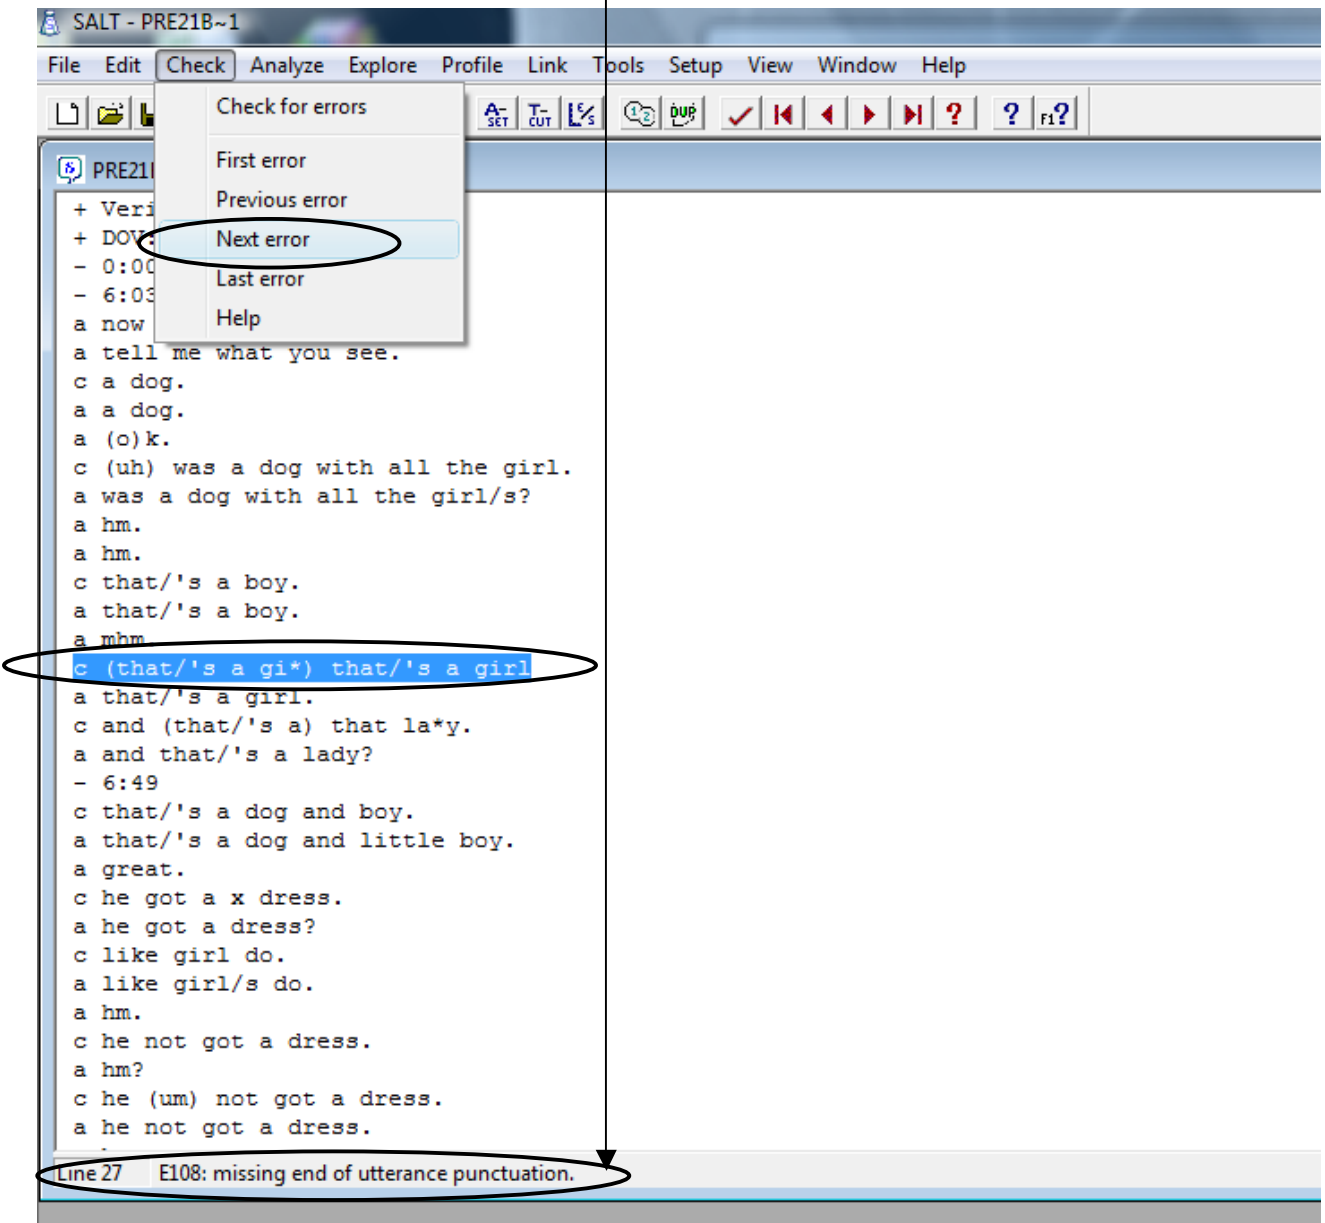 SALT - PRE21B~1
File Edit Check Analyze Explore Profile Link Tools Setup View Window Help
Check for errors
A-SET T-CUT C/S 12 DUP ? ? F1?
First error
Previous error
Next error
Last error
Help
PRE21
+ Veri
+ DOV:
- 0:00
- 6:03
a now
a tell me what you see.
c a dog.
a a dog.
a (o)k.
c (uh) was a dog with all the girl.
a was a dog with all the girl/s?
a hm.
a hm.
c that/'s a boy.
a that/'s a boy.
a mhm.
c (that/'s a gi*) that/'s a girl
a that/'s a girl.
c and (that/'s a) that la*y.
a and that/'s a lady?
- 6:49
c that/'s a dog and boy.
a that/'s a dog and little boy.
a great.
c he got a x dress.
a he got a dress?
c like girl do.
a like girl/s do.
a hm.
c he not got a dress.
a hm?
c he (um) not got a dress.
a he not got a dress.
Line 27 E108: missing end of utterance punctuation.